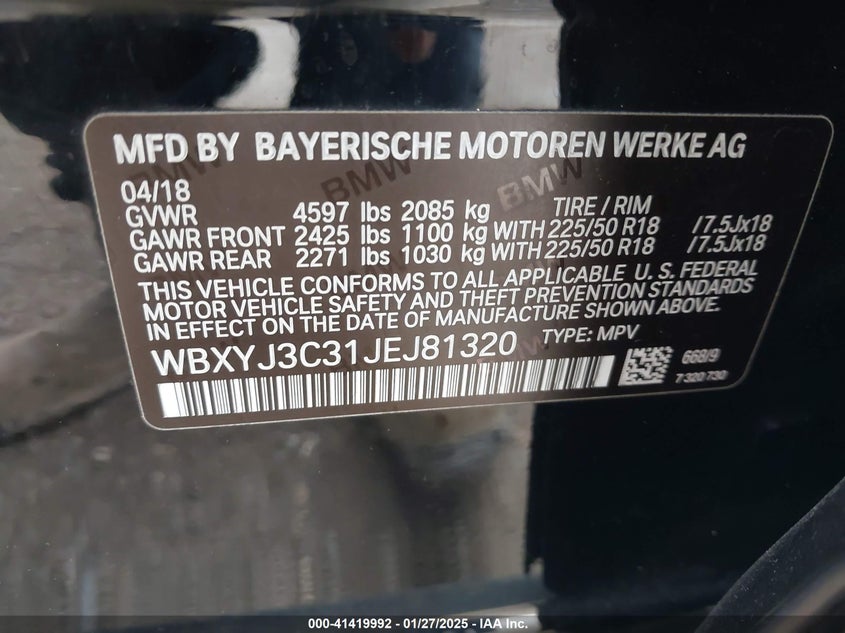 MFD BY BAYERISCHE MOTOREN WERKE AG
04/18
GVWR 4597 lbs 2085 kg TIRE / RIM
GAWR FRONT 2425 lbs 1100 kg WITH 225/50 R18 /7.5Jx18
GAWR REAR 2271 lbs 1030 kg WITH 225/50 R18 /7.5Jx18
THIS VEHICLE CONFORMS TO ALL APPLICABLE U. S. FEDERAL
MOTOR VEHICLE SAFETY AND THEFT PREVENTION STANDARDS
IN EFFECT ON THE DATE OF MANUFACTURE SHOWN ABOVE.
WBXYJ3C31JEJ81320 TYPE: MPV
668/9
7 320 730
BMW
BMW
000-41419992 - 01/27/2025 - IAA Inc.